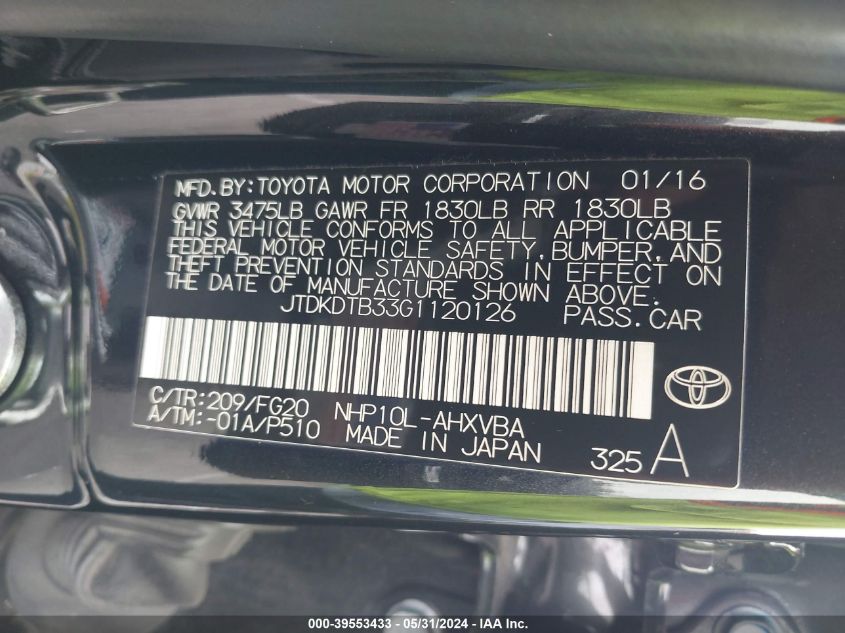 MFD.BY:TOYOTA MOTOR CORPORATION 01/16
GVWR 3475LB GAWR FR 1830LB RR 1830LB
THIS VEHICLE CONFORMS TO ALL APPLICABLE
FEDERAL MOTOR VEHICLE SAFETY,BUMPER,AND
THEFT PREVENTION STANDARDS IN EFFECT ON
THE DATE OF MANUFACTURE SHOWN ABOVE.
JTDKDTB33G1120126 PASS.CAR
C/TR:209/FG20 NHP10L-AHXVBA
A/TM:-01A/P510 MADE IN JAPAN 325 A
000-39553433 - 05/31/2024 - IAA Inc.